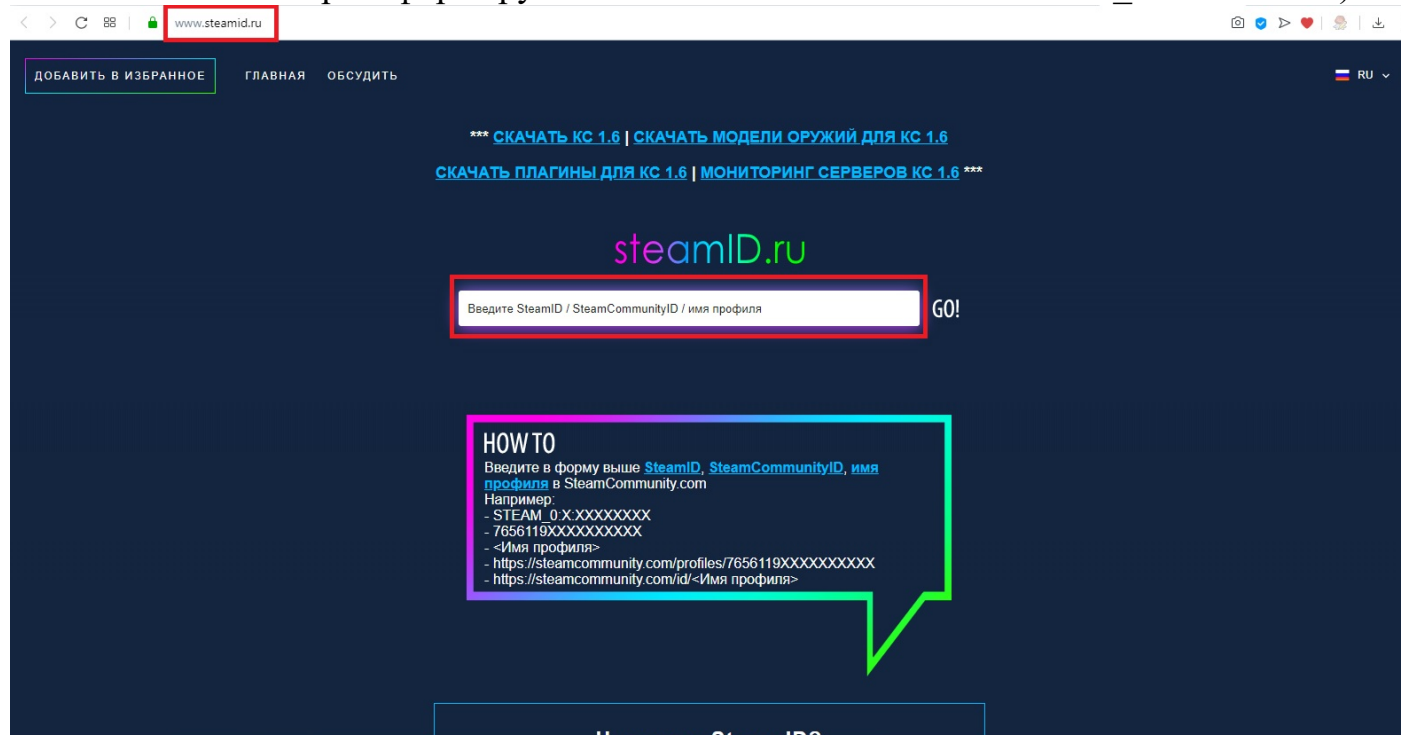 www.steamid.ru
ДОБАВИТЬ В ИЗБРАННОЕ ГЛАВНАЯ ОБСУДИТЬ RU
*** СКАЧАТЬ КС 1.6 | СКАЧАТЬ МОДЕЛИ ОРУЖИЙ ДЛЯ КС 1.6
СКАЧАТЬ ПЛАГИНЫ ДЛЯ КС 1.6 | МОНИТОРИНГ СЕРВЕРОВ КС 1.6 ***
steamID.ru
Введите SteamID / SteamCommunityID / имя профиля GO!
HOW TO
Введите в форму выше SteamID, SteamCommunityID, имя
профиля в SteamCommunity.com
Например:
- STEAM_0:X:XXXXXXXX
- 7656119XXXXXXXXXX
- <Имя профиля>
- https://steamcommunity.com/profiles/7656119XXXXXXXXXX
- https://steamcommunity.com/id/<Имя профиля>